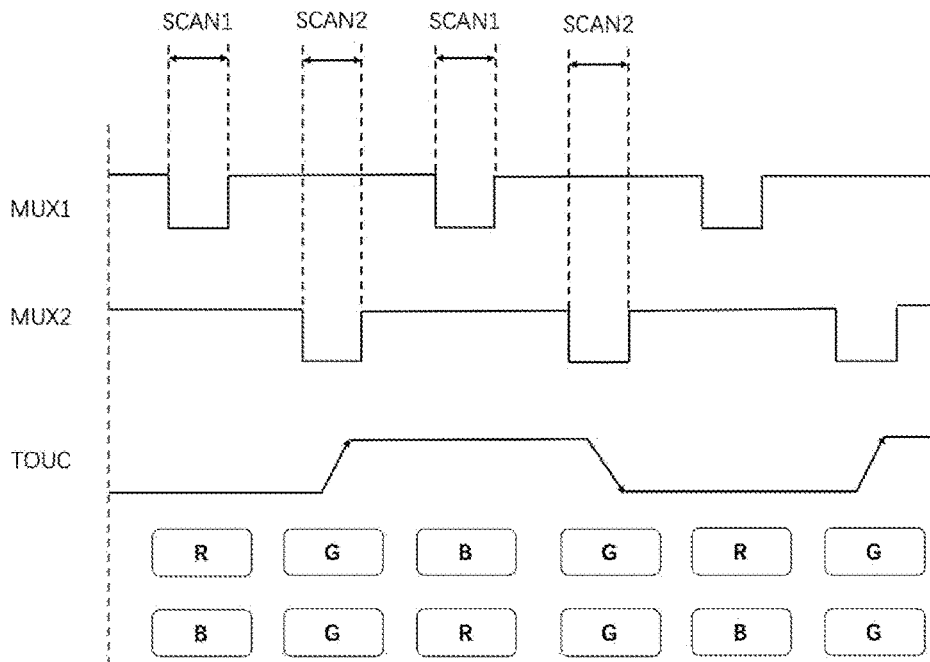 SCAN1 SCAN2 SCAN1 SCAN2
MUX1
MUX2
TOUC
R G B G R G
B G R G B G